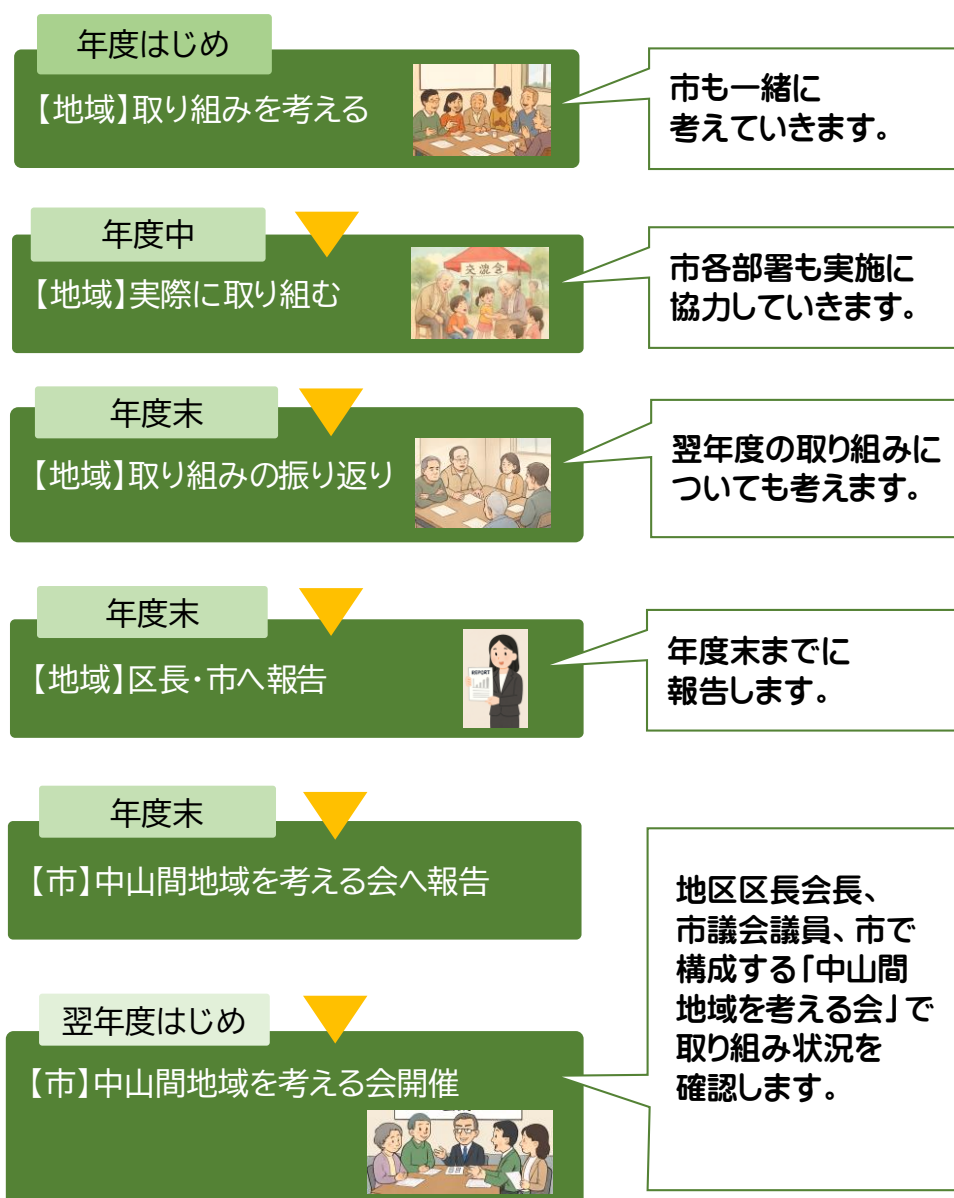 年度はじめ
【地域】取り組みを考える
市も一緒に
考えていきます。
年度中
【地域】実際に取り組む
交流会
市各部署も実施に
協力していきます。
年度末
【地域】取り組みの振り返り
翌年度の取り組みに
ついても考えます。
年度末
【地域】区長・市へ報告
REPORT
年度末までに
報告します。
年度末
【市】中山間地域を考える会へ報告
翌年度はじめ
【市】中山間地域を考える会開催
地区区長会長、
市議会議員、市で
構成する「中山間
地域を考える会」で
取り組み状況を
確認します。